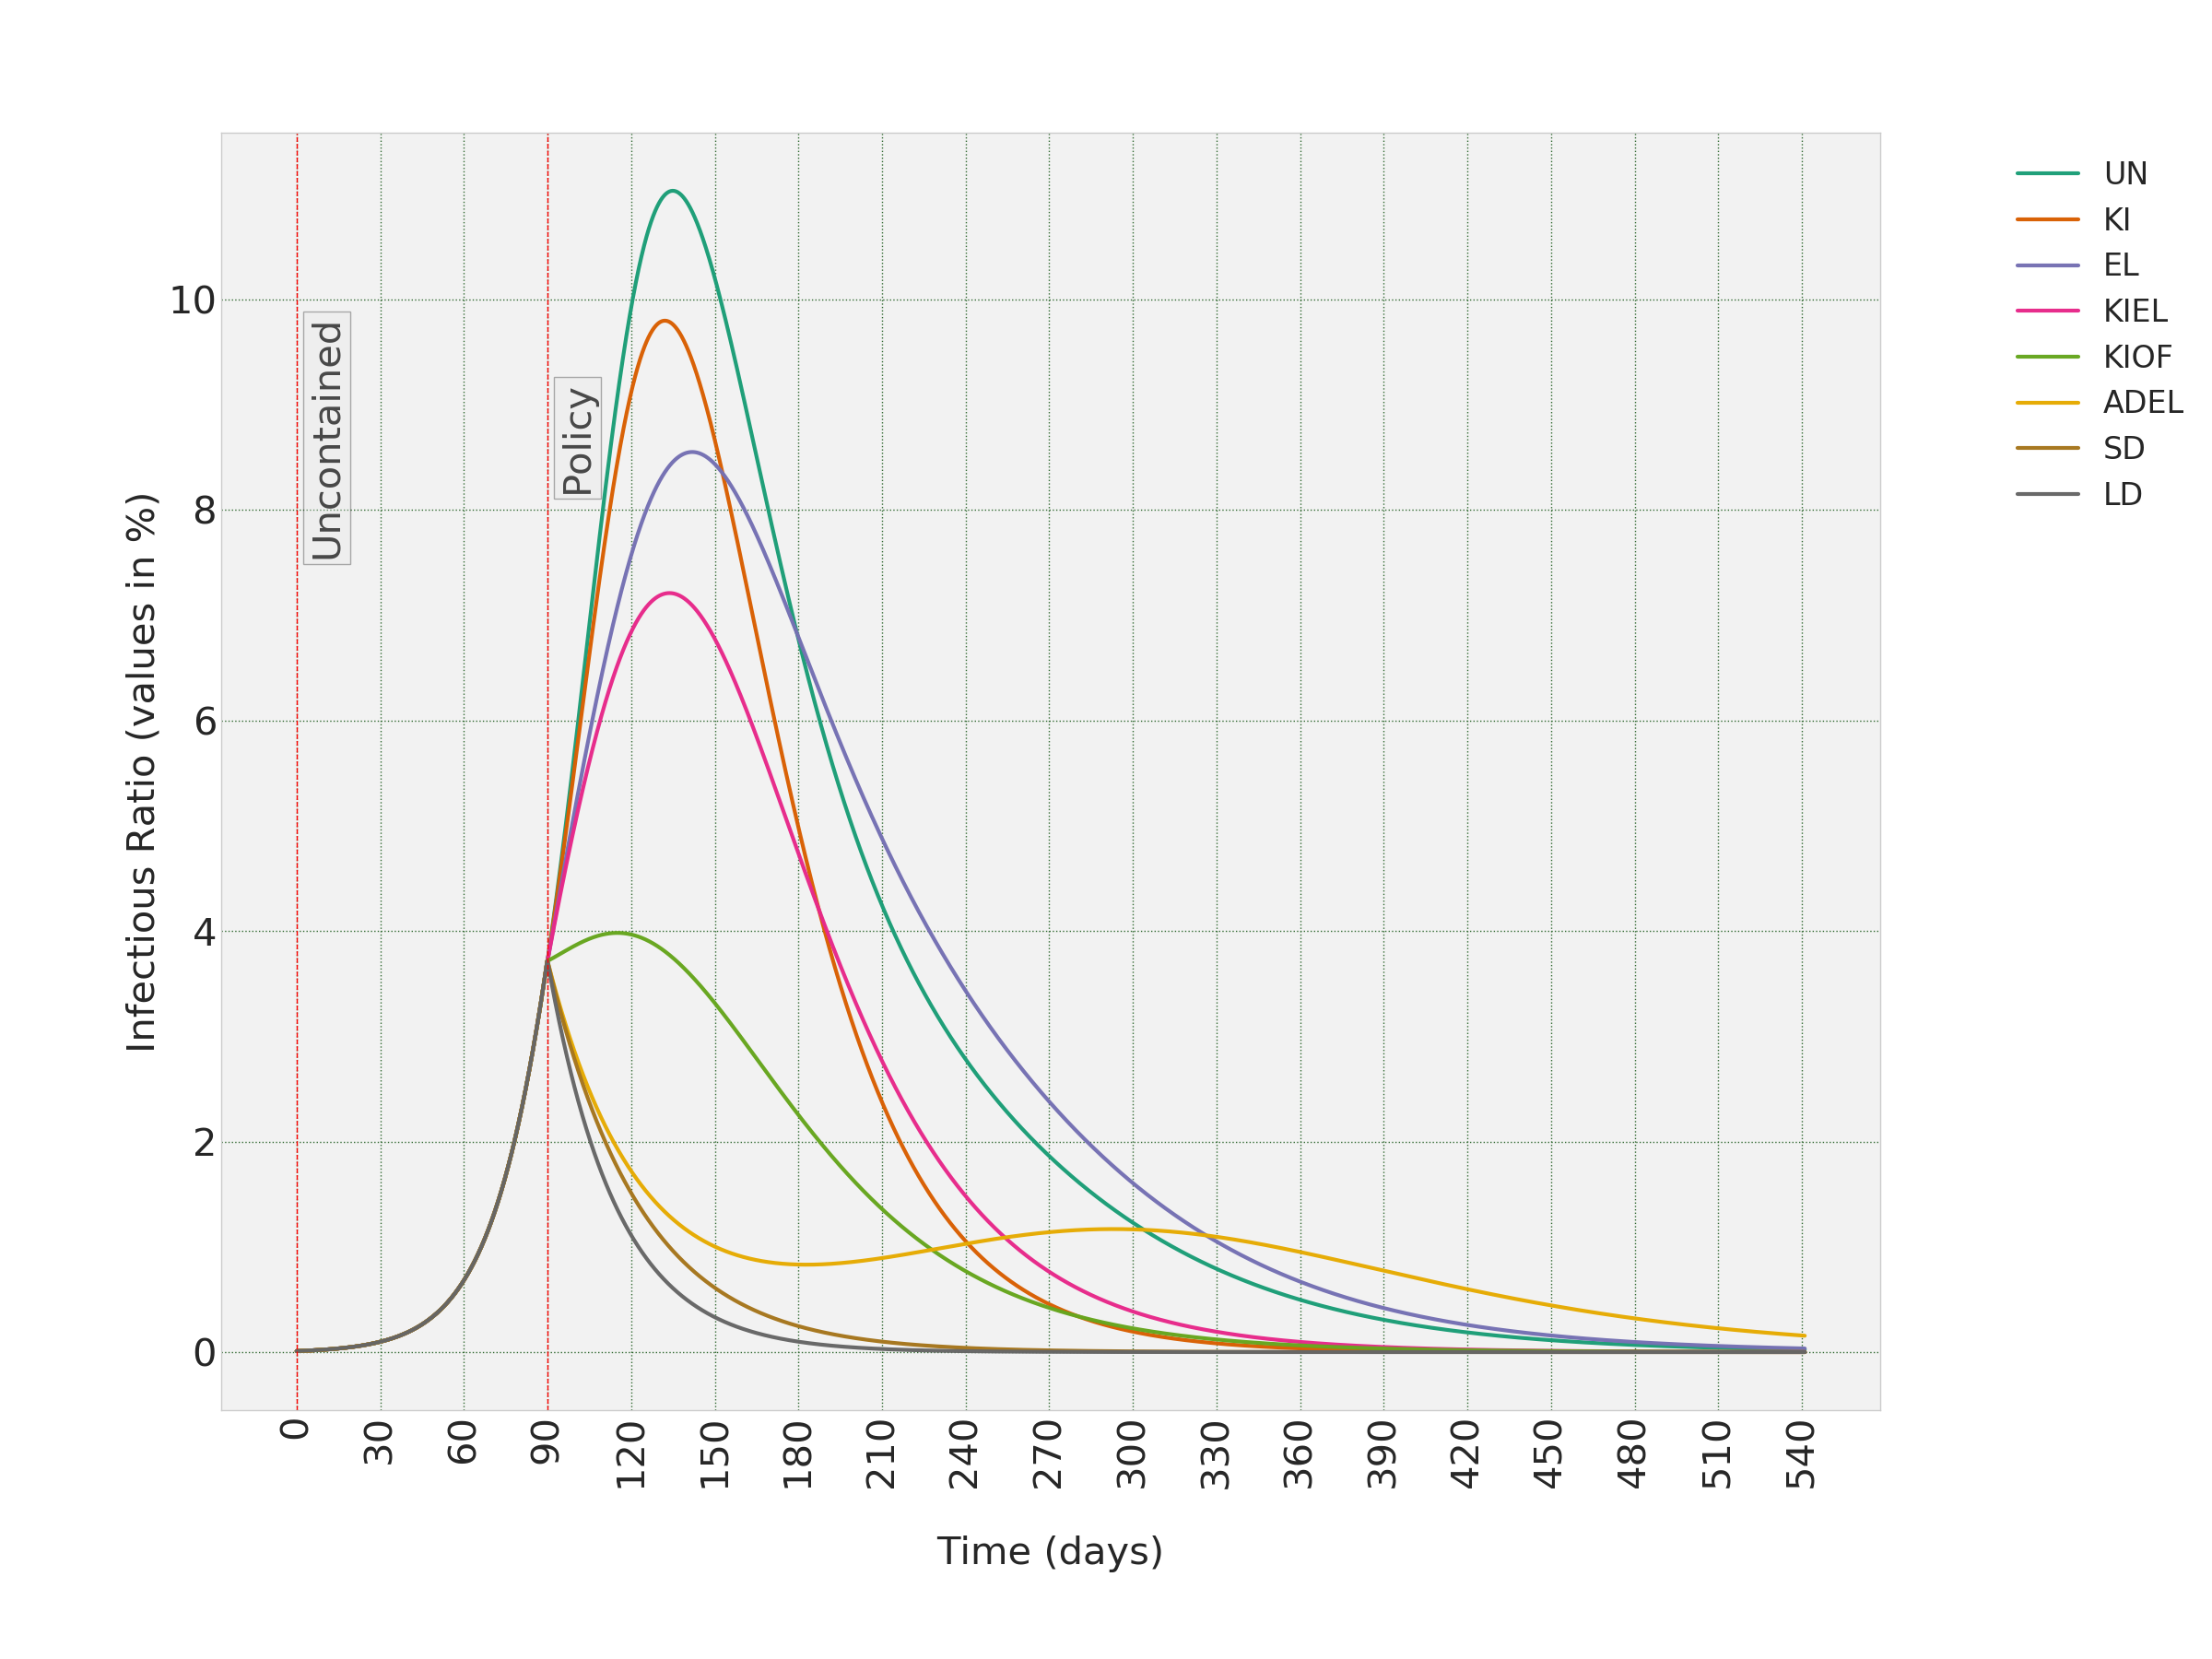 UN
KI
EL
KIEL
KIOF
ADEL
SD
LD
Infectious Ratio (values in %)
10
8
6
4
2
0
Uncontained
Policy
0 30 60 90 120 150 180 210 240 270 300 330 360 390 420 450 480 510 540
Time (days)